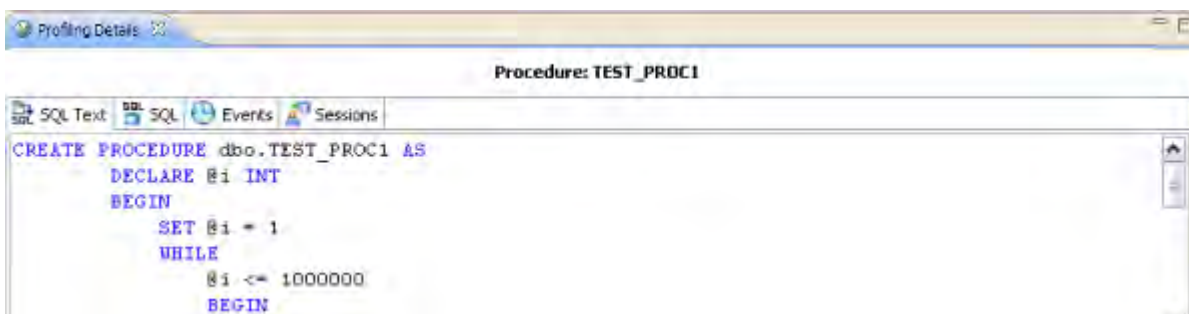 Profiling Details
Procedure: TEST_PROC1
SQL Text SQL Events Sessions
CREATE PROCEDURE dbo.TEST_PROC1 AS
DECLARE @i INT
BEGIN
SET @i = 1
WHILE
@i <= 1000000
BEGIN